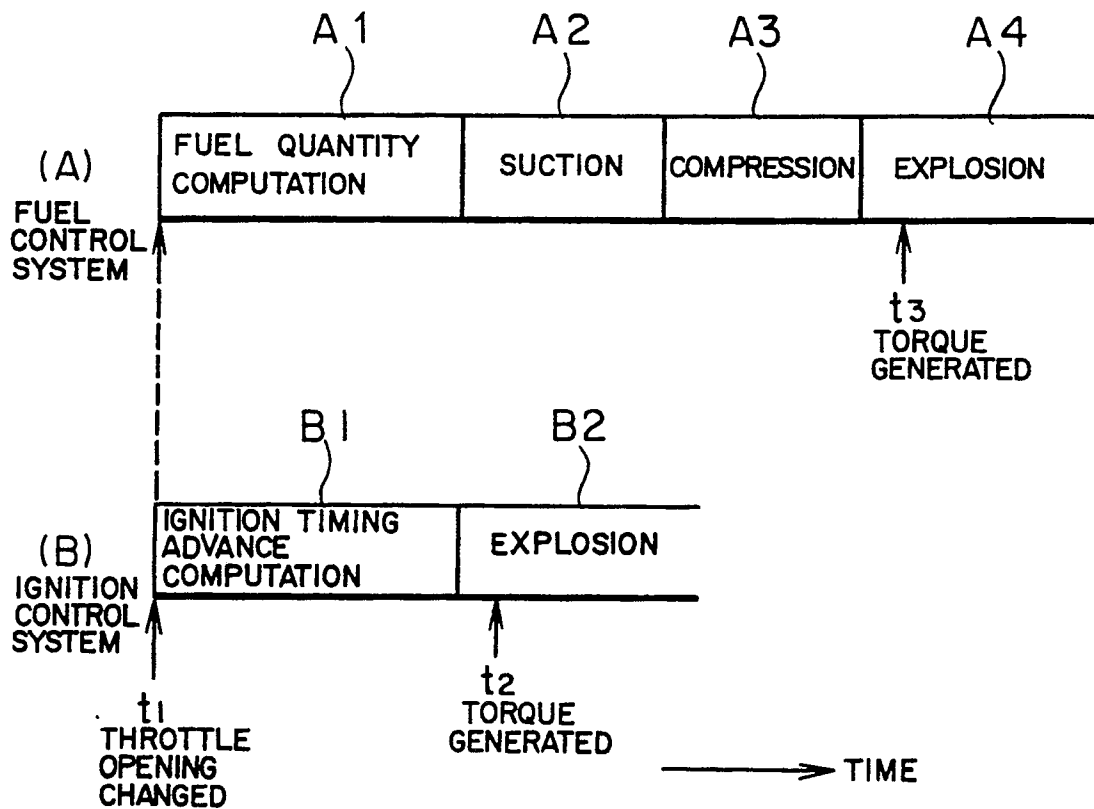 A1 A2 A3 A4
(A)
FUEL
CONTROL
SYSTEM
FUEL QUANTITY
COMPUTATION
SUCTION
COMPRESSION
EXPLOSION
t3
TORQUE
GENERATED
B1 B2
(B)
IGNITION
CONTROL
SYSTEM
IGNITION TIMING
ADVANCE
COMPUTATION
EXPLOSION
t1
THROTTLE
OPENING
CHANGED
t2
TORQUE
GENERATED
TIME